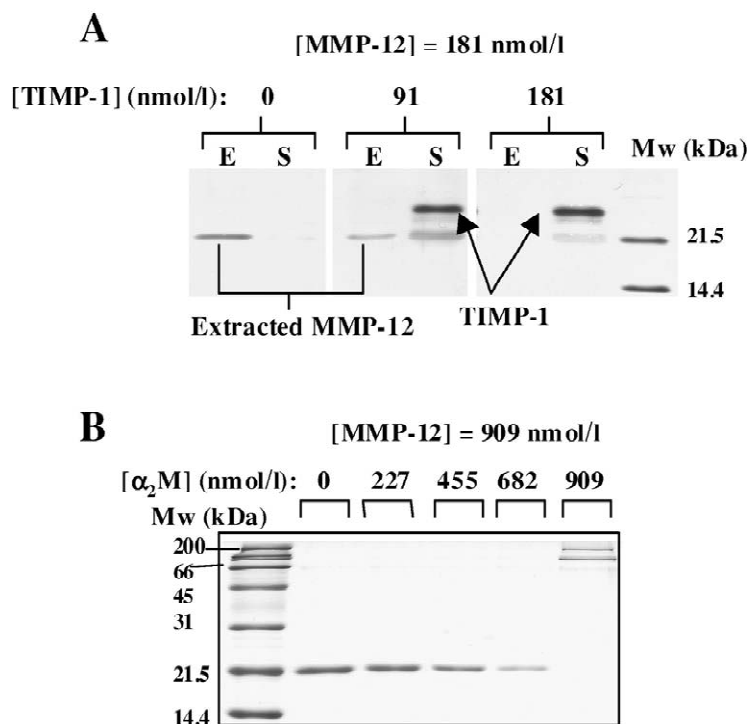 A
[MMP-12] = 181 nmol/l
[TIMP-1] (nmol/l): 0 91 181
E S E S E S Mw (kDa)
21.5
14.4
Extracted MMP-12
TIMP-1
B
[MMP-12] = 909 nmol/l
[α₂M] (nmol/l): 0 227 455 682 909
Mw (kDa)
200
66
45
31
21.5
14.4